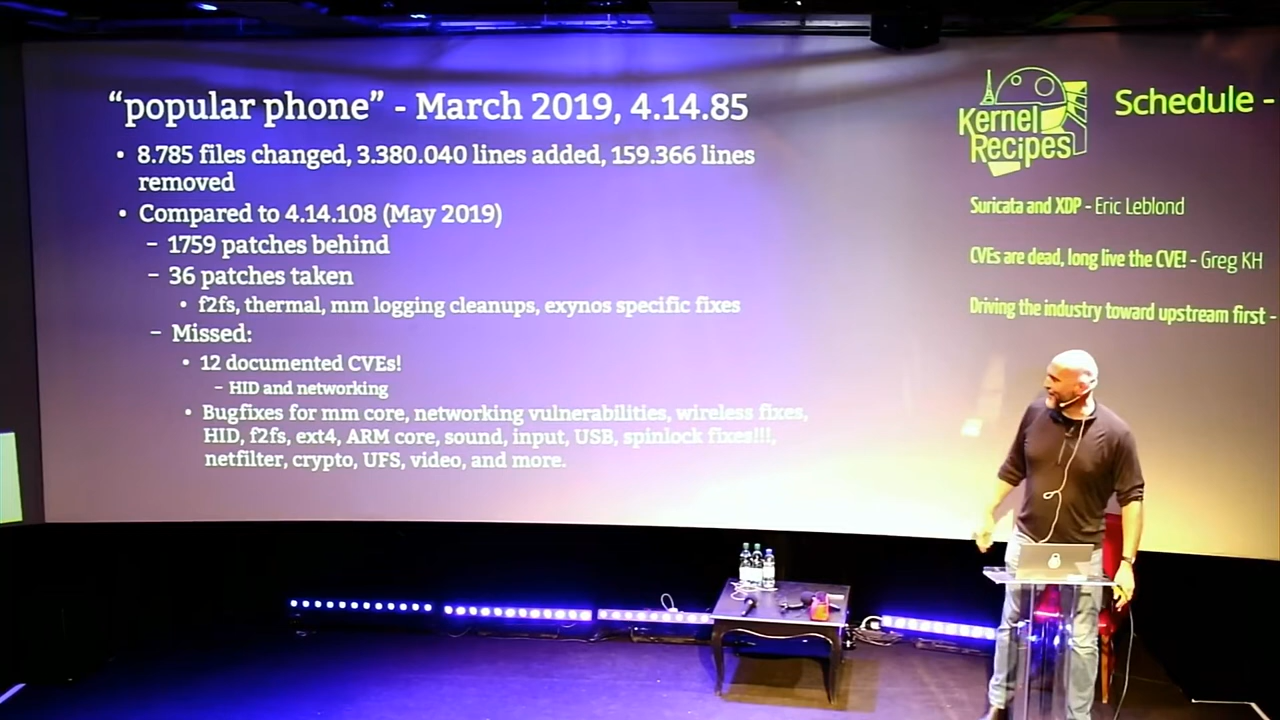 “popular phone” - March 2019, 4.14.85
• 8.785 files changed, 3.380.040 lines added, 159.366 lines
removed
• Compared to 4.14.108 (May 2019)
– 1759 patches behind
– 36 patches taken
• f2fs, thermal, mm logging cleanups, exynos specific fixes
– Missed:
• 12 documented CVEs!
– HID and networking
• Bugfixes for mm core, networking vulnerabilities, wireless fixes,
HID, f2fs, ext4, ARM core, sound, input, USB, spinlock fixes!!!,
netfilter, crypto, UFS, video, and more.
Kernel
Recipes
Schedule -
Suricata and XDP - Eric Leblond
CVEs are dead, long live the CVE! - Greg KH
Driving the industry toward upstream first -